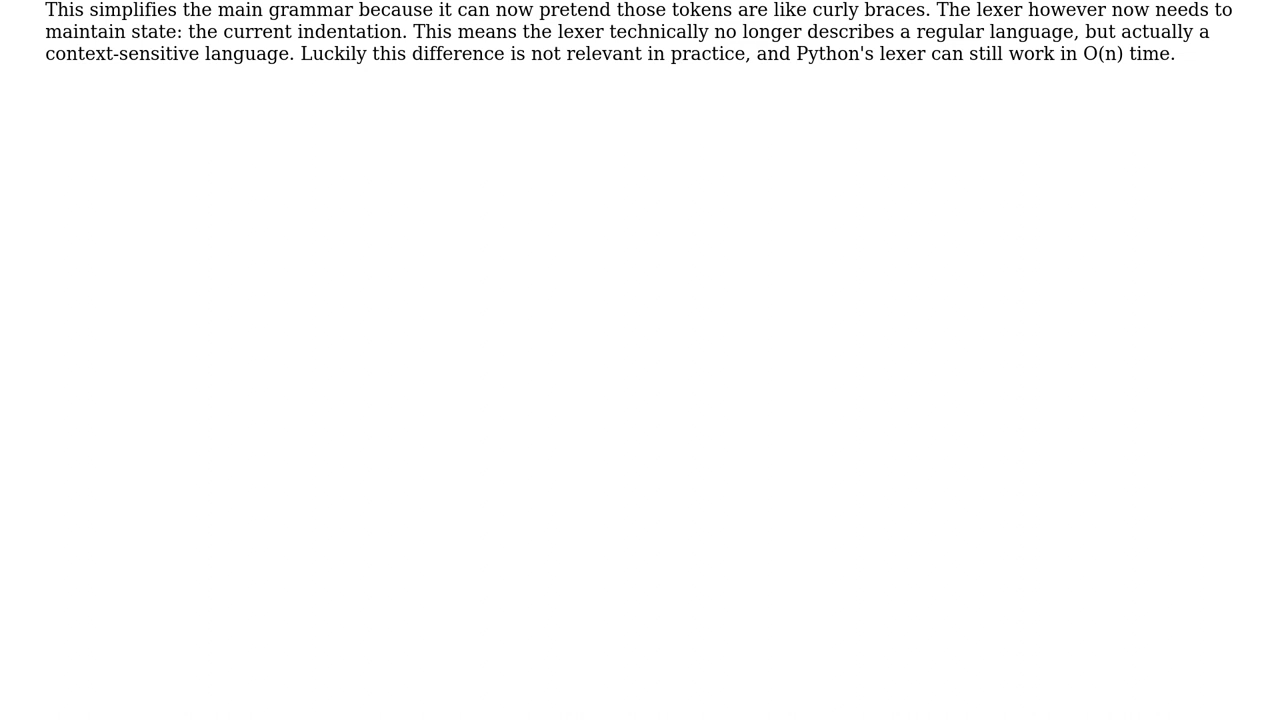 This simplifies the main grammar because it can now pretend those tokens are like curly braces. The lexer however now needs to
maintain state: the current indentation. This means the lexer technically no longer describes a regular language, but actually a
context-sensitive language. Luckily this difference is not relevant in practice, and Python's lexer can still work in O(n) time.